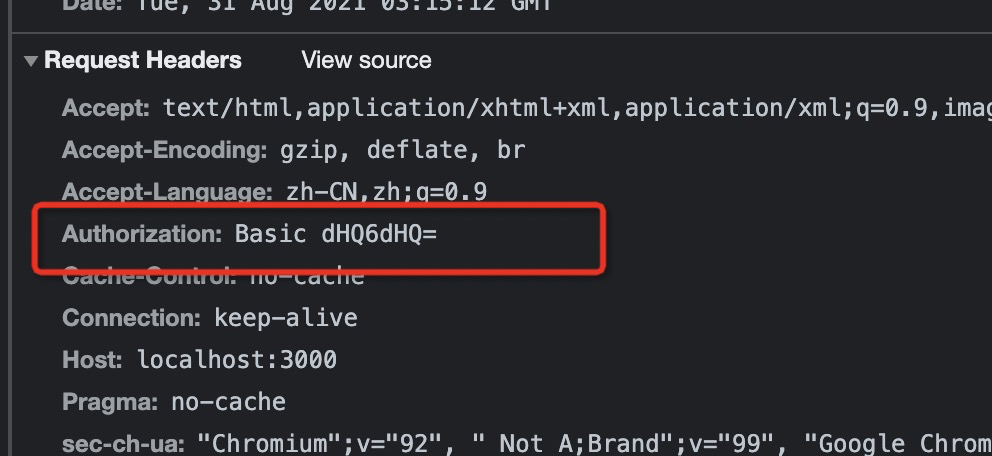 Date: Tue, 31 Aug 2021 03:15:12 GMT
Request Headers View source
Accept: text/html,application/xhtml+xml,application/xml;q=0.9,imag
Accept-Encoding: gzip, deflate, br
Accept-Language: zh-CN,zh;q=0.9
Authorization: Basic dHQ6dHQ=
Cache-Control: no-cache
Connection: keep-alive
Host: localhost:3000
Pragma: no-cache
sec-ch-ua: "Chromium";v="92", " Not A;Brand";v="99", "Google Chrom